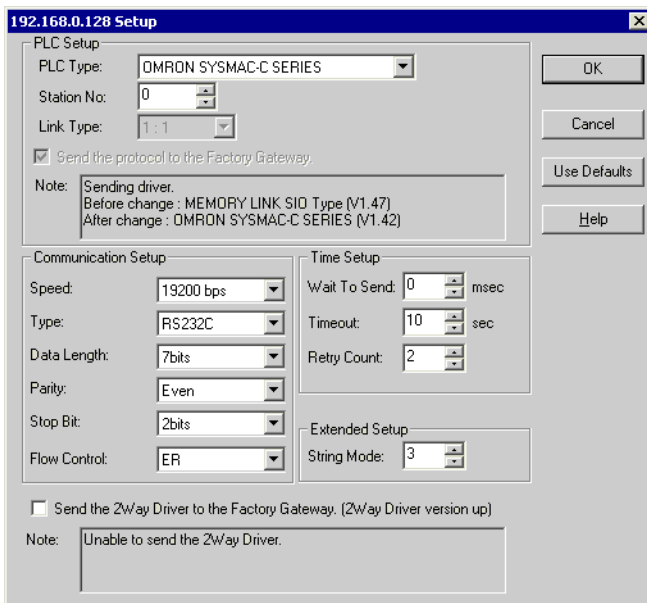 192.168.0.128 Setup
PLC Setup
PLC Type: OMRON SYSMAC-C SERIES
Station No: 0
Link Type: 1 : 1
Send the protocol to the Factory Gateway.
Note: Sending driver.
Before change : MEMORY LINK SIO Type (V1.47)
After change : OMRON SYSMAC-C SERIES (V1.42)
OK
Cancel
Use Defaults
Help
Communication Setup
Speed: 19200 bps
Type: RS232C
Data Length: 7bits
Parity: Even
Stop Bit: 2bits
Flow Control: ER
Time Setup
Wait To Send: 0 msec
Timeout: 10 sec
Retry Count: 2
Extended Setup
String Mode: 3
Send the 2Way Driver to the Factory Gateway. (2Way Driver version up)
Note: Unable to send the 2Way Driver.